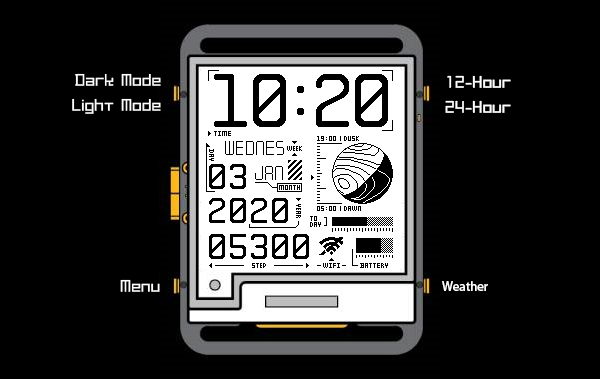 Dark Mode
Light Mode
12-Hour
24-Hour
10:20
TIME
19:00 | DUSK
DAY
WEDNES
WEEK
03
JAN
MONTH
05:00 | DAWN
2020
YEAR
TO
DAY
05300
STEP
WIFI
BATTERY
Menu
Weather